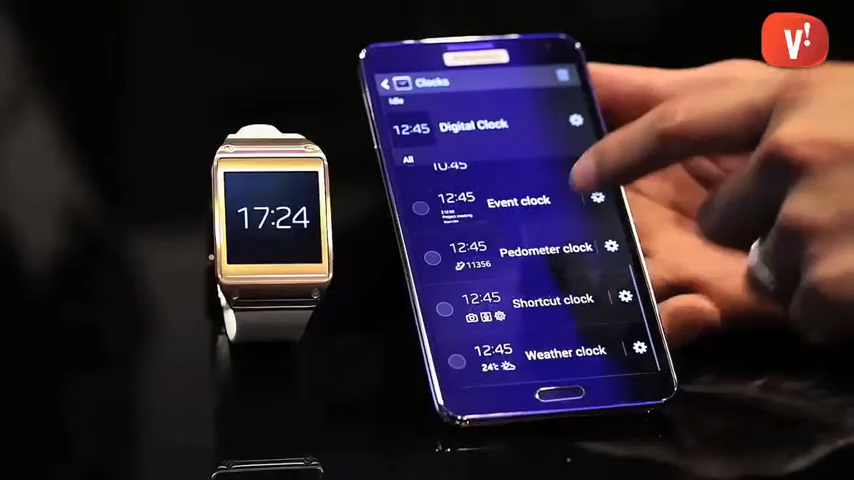 V!
Clocks
Idle
12:45 Digital Clock
All
10:45
12:45 Event clock
12:45 Pedometer clock
11356
12:45 Shortcut clock
12:45 Weather clock
24℃
17:24